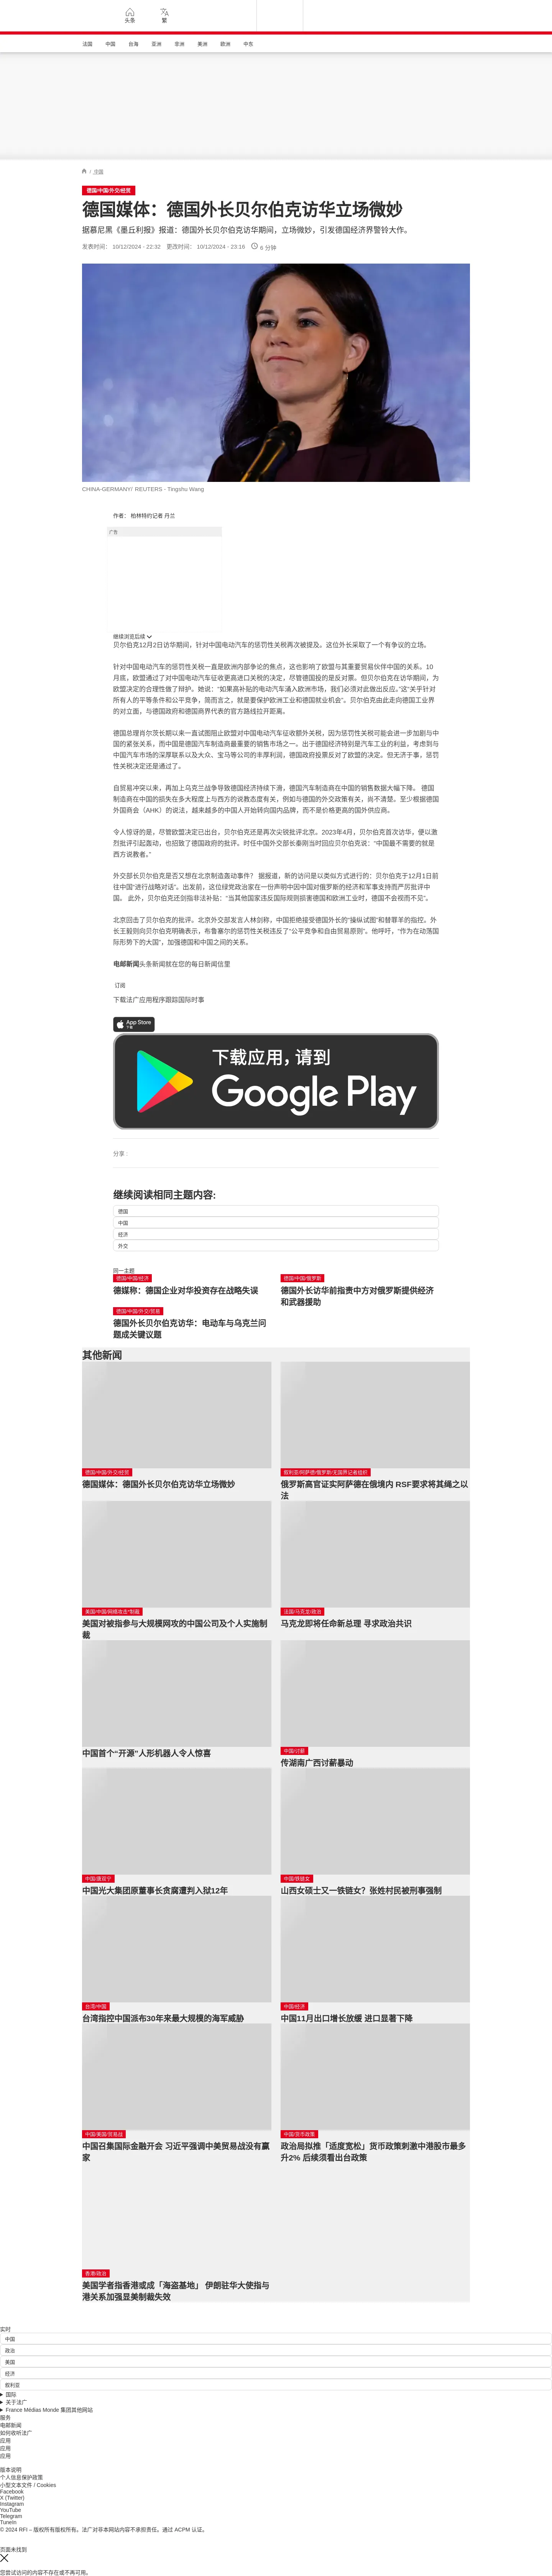 头条
繁
法国
中国
台海
亚洲
非洲
美洲
欧洲
中东
/ 中国
德国/中国/外交/经贸
德国媒体：德国外长贝尔伯克访华立场微妙
据慕尼黑《墨丘利报》报道：德国外长贝尔伯克访华期间，立场微妙，引发德国经济界警铃大作。
发表时间： 10/12/2024 - 22:32 更改时间： 10/12/2024 - 23:16 6 分钟
CHINA-GERMANY/ REUTERS - Tingshu Wang
作者： 柏林特约记者 丹兰
广告
继续浏览后续
贝尔伯克12月2日访华期间，针对中国电动汽车的惩罚性关税再次被提及。这位外长采取了一个有争议的立场。
针对中国电动汽车的惩罚性关税一直是欧洲内部争论的焦点，这也影响了欧盟与其重要贸易伙伴中国的关系。10
月底，欧盟通过了对中国电动汽车征收更高关税的决定，尽管德国投的是反对票。但贝尔伯克在访华期间，为
欧盟决定的合理性做了辩护。她说：“如果高补贴的电动汽车涌入欧洲市场，我们必须对此做出反应。”这“关乎针对
所有人的平等条件和公平竞争，简而言之，就是要保护欧洲工业和德国就业机会”。贝尔伯克由此走向德国工业界
的对立面，与德国政府和德国商界代表的官方路线拉开距离。
德国总理肖尔茨长期以来一直试图阻止欧盟对中国电动汽车征收额外关税，因为惩罚性关税可能会进一步加剧与中
国的紧张关系，而中国是德国汽车制造商最重要的销售市场之一。出于德国经济特别是汽车工业的利益，考虑到与
中国汽车市场的深厚联系以及大众、宝马等公司的丰厚利润，德国政府投票反对了欧盟的决定。但无济于事，惩罚
性关税决定还是通过了。
自贸易冲突以来，再加上乌克兰战争导致德国经济持续下滑，德国汽车制造商在中国的销售数据大幅下降。 德国
制造商在中国的损失在多大程度上与西方的说教态度有关，例如与德国的外交政策有关，尚不清楚。至少根据德国
外国商会（AHK）的说法，越来越多的中国人开始转向国内品牌，而不是价格更高的国外供应商。
令人惊讶的是，尽管欧盟决定已出台，贝尔伯克还是再次尖锐批评北京。2023年4月，贝尔伯克首次访华，便以激
烈批评引起轰动，也招致了德国政府的批评。时任中国外交部长秦刚当时回应贝尔伯克说：“中国最不需要的就是
西方说教者。”
外交部长贝尔伯克是否又想在北京制造轰动事件？ 据报道，新的访问是以类似方式进行的：贝尔伯克于12月1日前
往中国“进行战略对话”。出发前，这位绿党政治家在一份声明中因中国对俄罗斯的经济和军事支持而严厉批评中
国。 此外，贝尔伯克还剑指非法补贴：“当其他国家违反国际规则损害德国和欧洲工业时，德国不会视而不见”。
北京回击了贝尔伯克的批评。北京外交部发言人林剑称，中国拒绝接受德国外长的“操纵试图”和替罪羊的指控。外
长王毅则向贝尔伯克明确表示，布鲁塞尔的惩罚性关税违反了“公平竞争和自由贸易原则”。他呼吁，“作为在动荡国
际形势下的大国”，加强德国和中国之间的关系。
电邮新闻头条新闻就在您的每日新闻信里
订阅
下载法广应用程序跟踪国际时事
App Store
下载
下载应用，请到
Google Play
分享 :
继续阅读相同主题内容:
德国
中国
经济
外交
同一主题
德国/中国/经济
德媒称：德国企业对华投资存在战略失误
德国/中国/俄罗斯
德国外长访华前指责中方对俄罗斯提供经济
和武器援助
德国/中国/外交/贸易
德国外长贝尔伯克访华：电动车与乌克兰问
题成关键议题
其他新闻
德国/中国/外交/经贸
德国媒体：德国外长贝尔伯克访华立场微妙
叙利亚/阿萨德/俄罗斯/无国界记者组织
俄罗斯高官证实阿萨德在俄境内 RSF要求将其绳之以
法
美国/中国/网络攻击*制裁
美国对被指参与大规模网攻的中国公司及个人实施制
裁
法国/马克龙/政治
马克龙即将任命新总理 寻求政治共识
中国首个“开源”人形机器人令人惊喜
中国/讨薪
传湖南广西讨薪暴动
中国/唐双宁
中国光大集团原董事长贪腐遭判入狱12年
中国/铁链女
山西女硕士又一铁链女？张姓村民被刑事强制
台湾/中国
台湾指控中国派布30年来最大规模的海军威胁
中国/经济
中国11月出口增长放缓 进口显著下降
中国/美国/贸易战
中国召集国际金融开会 习近平强调中美贸易战没有赢
家
中国/货币政策
政治局拟推「适度宽松」货币政策刺激中港股市最多
升2% 后续须看出台政策
香港/政治
美国学者指香港或成「海盗基地」 伊朗驻华大使指与
港关系加强显美制裁失效
实时
中国
政治
美国
经济
叙利亚
国际
关于法广
France Médias Monde 集团其他网站
服务
电邮新闻
如何收听法广
应用
应用
应用
版本说明
个人信息保护政策
小型文本文件 / Cookies
Facebook
X (Twitter)
Instagram
YouTube
Telegram
TuneIn
© 2024 RFI – 版权所有版权所有。法广对非本网站内容不承担责任。通过 ACPM 认证。
页面未找到
您尝试访问的内容不存在或不再可用。